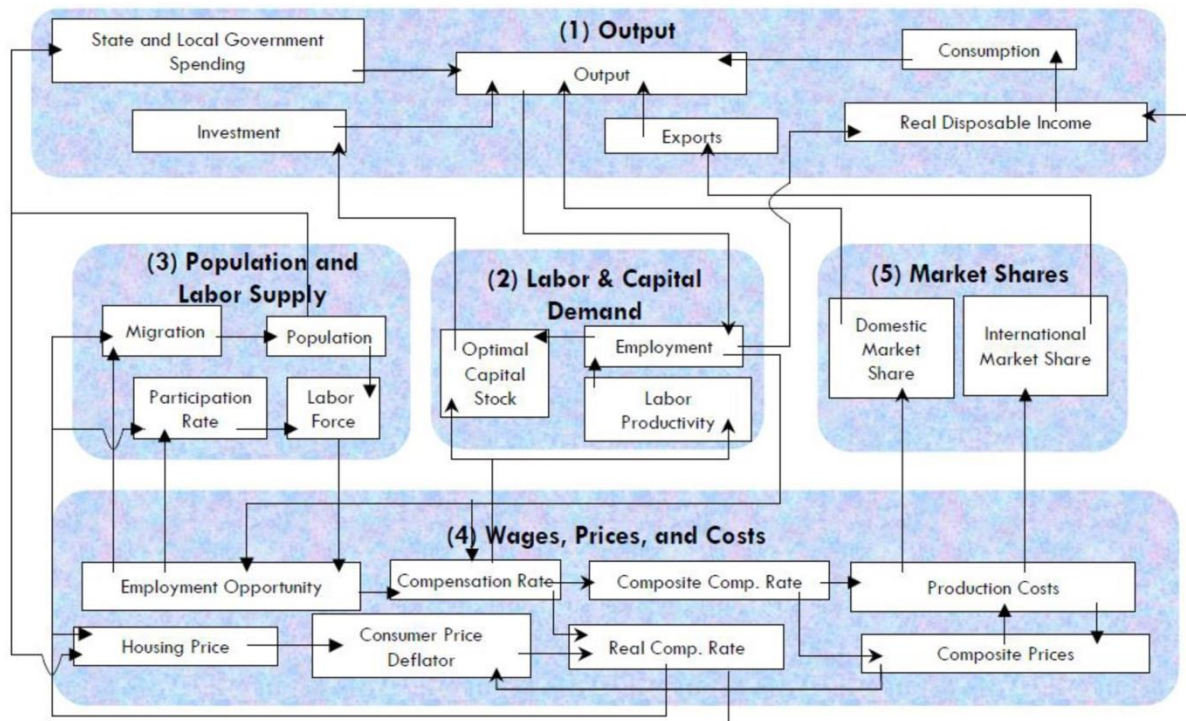 (1) Output
State and Local Government
Spending
Output
Consumption
Investment
Exports
Real Disposable Income
(3) Population and
Labor Supply
Migration
Population
Participation
Rate
Labor
Force
(2) Labor & Capital
Demand
Optimal
Capital
Stock
Employment
Labor
Productivity
(5) Market Shares
Domestic
Market
Share
International
Market Share
(4) Wages, Prices, and Costs
Employment Opportunity
Compensation Rate
Composite Comp. Rate
Production Costs
Housing Price
Consumer Price
Deflator
Real Comp. Rate
Composite Prices